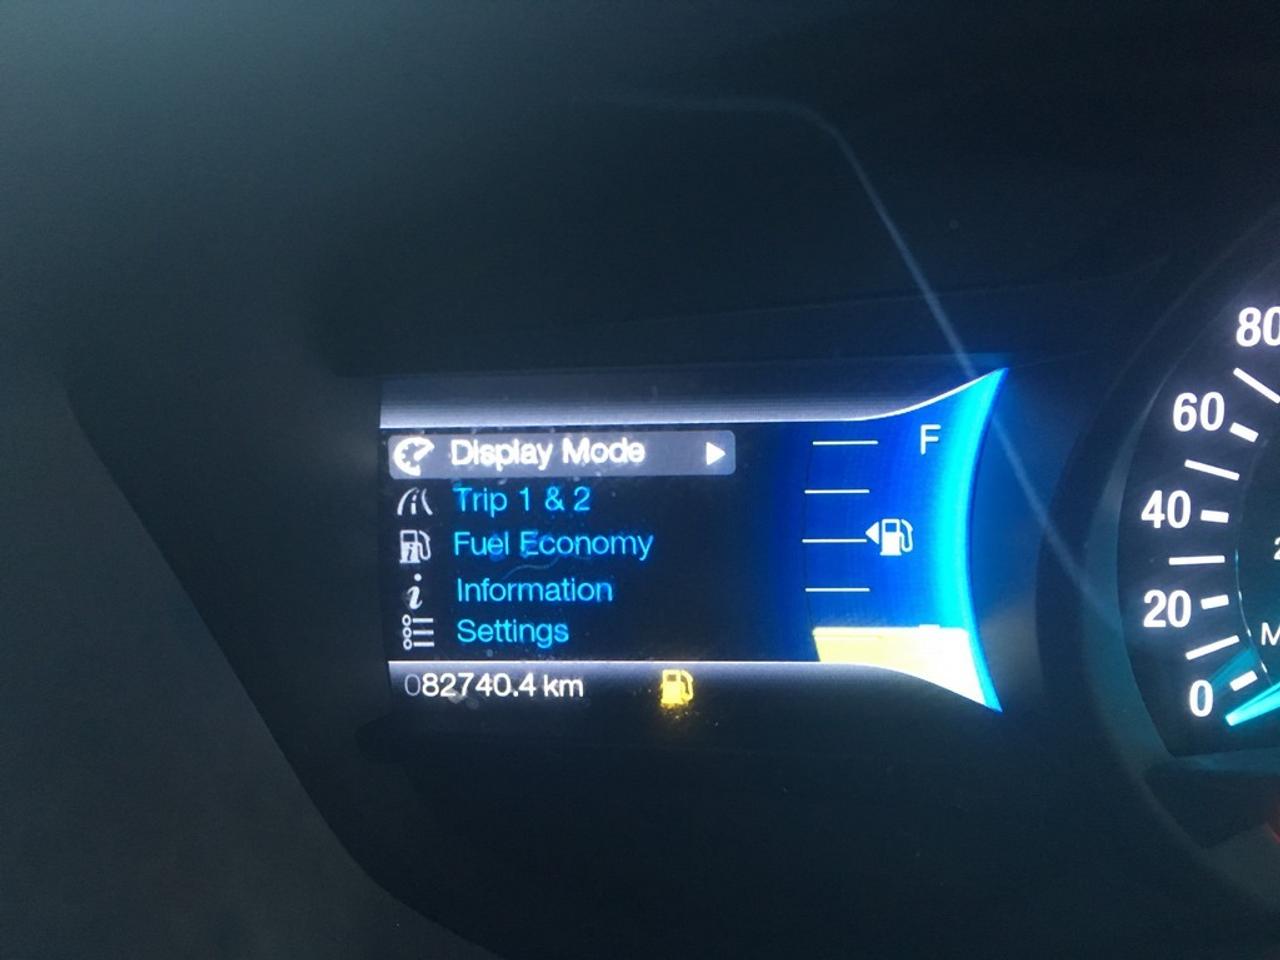 Display Mode
Trip 1 & 2
Fuel Economy
Information
Settings
082740.4 km
F
80
60
40
20
0